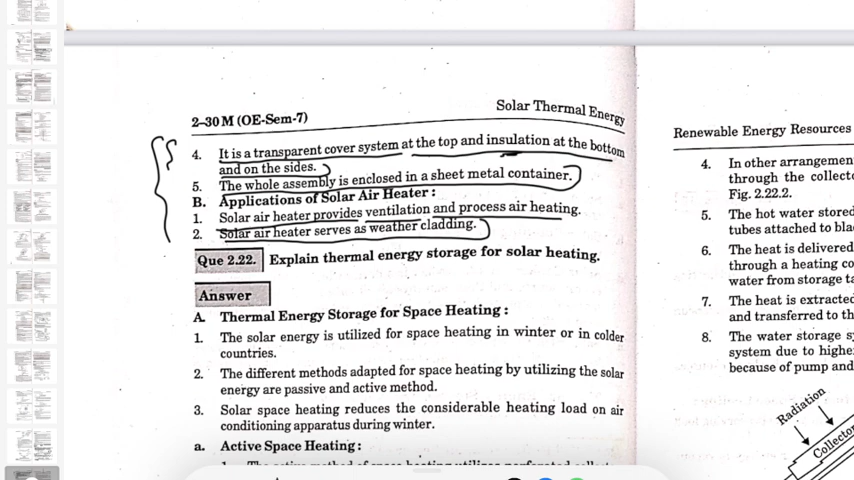 2–30 M (OE-Sem-7)
Solar Thermal Energy
4. It is a transparent cover system at the top and insulation at the bottom
and on the sides.
5. The whole assembly is enclosed in a sheet metal container.
B. Applications of Solar Air Heater :
1. Solar air heater provides ventilation and process air heating.
2. Solar air heater serves as weather cladding.
Que 2.22. Explain thermal energy storage for solar heating.
Answer
A. Thermal Energy Storage for Space Heating :
1. The solar energy is utilized for space heating in winter or in colder
countries.
2. The different methods adapted for space heating by utilizing the solar
energy are passive and active method.
3. Solar space heating reduces the considerable heating load on air
conditioning apparatus during winter.
a. Active Space Heating :
Renewable Energy Resources
4. In other arrangemen
through the collecto
Fig. 2.22.2.
5. The hot water stored
tubes attached to bla
6. The heat is delivered
through a heating co
water from storage ta
7. The heat is extracted
and transferred to th
8. The water storage sy
system due to highe
because of pump and
Radiation
Collector